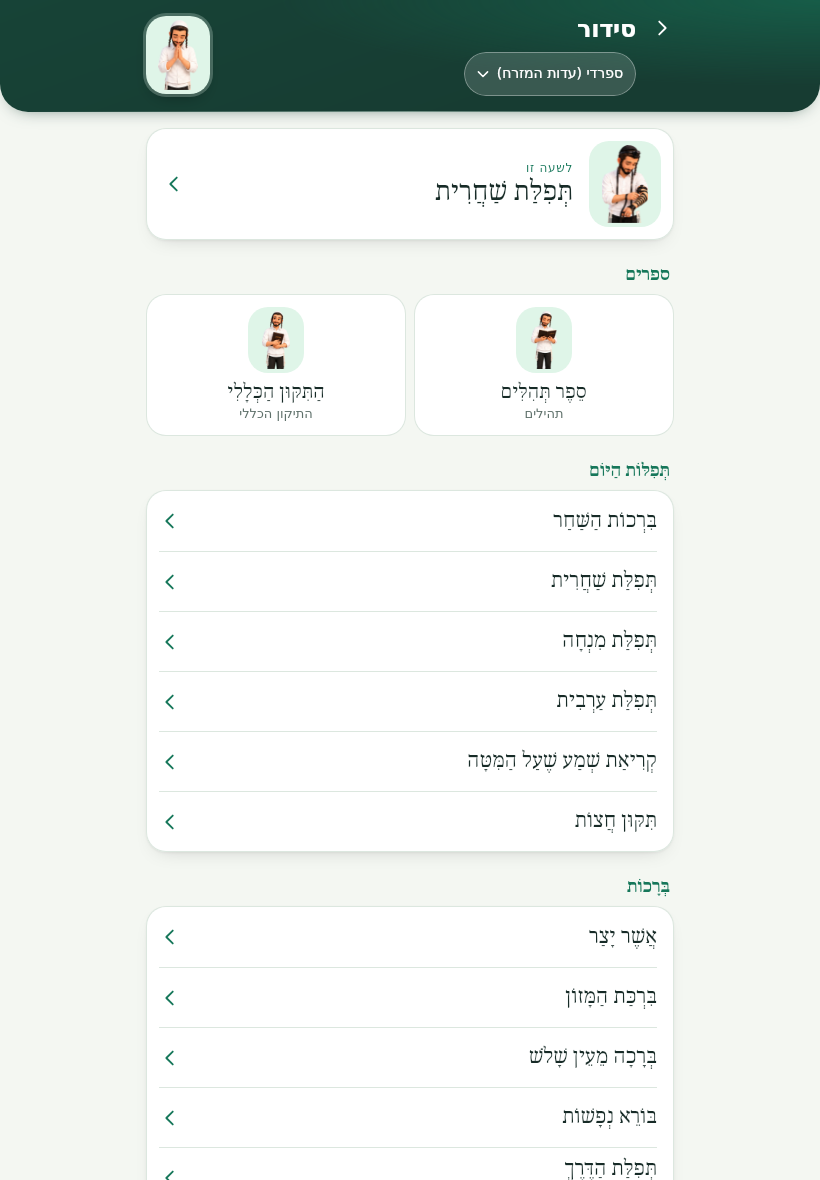 סידור
ספרדי (עדות המזרח)
לשעה זו
תְּפִלַּת שַׁחֲרִית
ספרים
סֵפֶר תְּהִלִּים
תהילים
הַתִּקּוּן הַכְּלָלִי
התיקון הכללי
תְּפִלּוֹת הַיּוֹם
בִּרְכוֹת הַשַּׁחַר
תְּפִלַּת שַׁחֲרִית
תְּפִלַּת מִנְחָה
תְּפִלַּת עַרְבִית
קְרִיאַת שְׁמַע שֶׁעַל הַמִּטָּה
תִּקּוּן חֲצוֹת
בְּרָכוֹת
אֲשֶׁר יָצַר
בִּרְכַּת הַמָּזוֹן
בְּרָכָה מֵעֵין שָׁלֹשׁ
בּוֹרֵא נְפָשׁוֹת
תְּפִלַּת הַדֶּרֶךְ